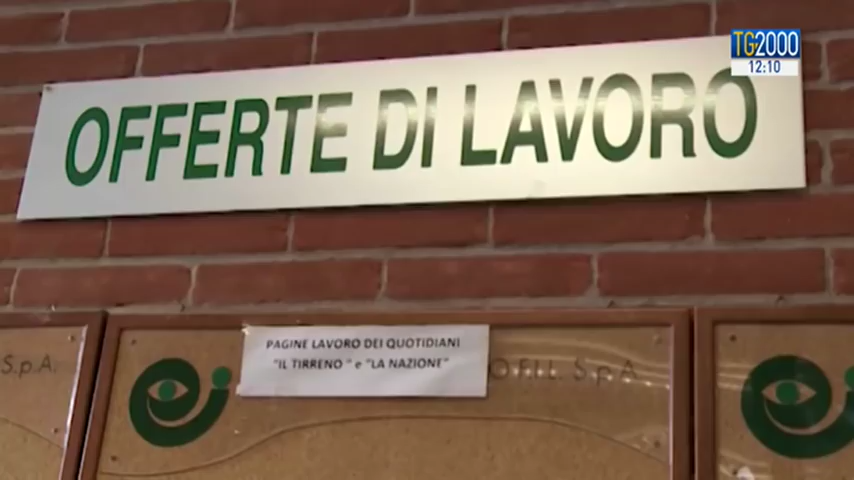 TG2000
12:10
OFFERTE DI LAVORO
PAGINE LAVORO DEI QUOTIDIANI
"IL TIRRENO " e "LA NAZIONE"
S.p.A.
O.F.I.L. S.p.A.